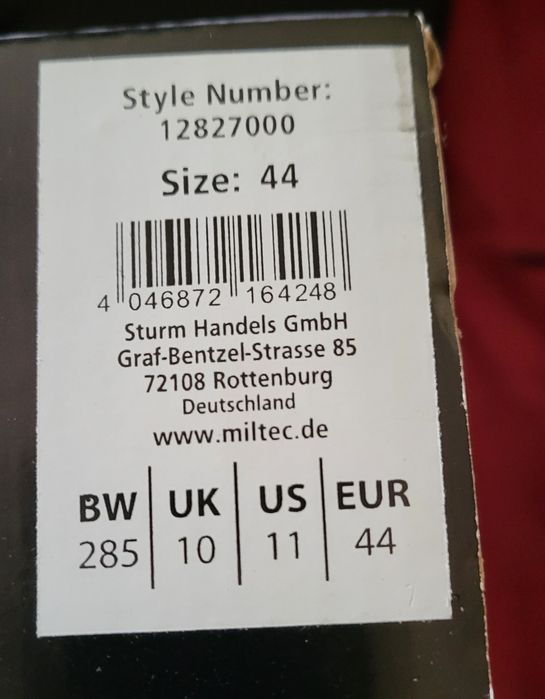 Style Number:
12827000
Size: 44
4 046872 164248
Sturm Handels GmbH
Graf-Bentzel-Strasse 85
72108 Rottenburg
Deutschland
www.miltec.de
BW UK US EUR
285 10 11 44